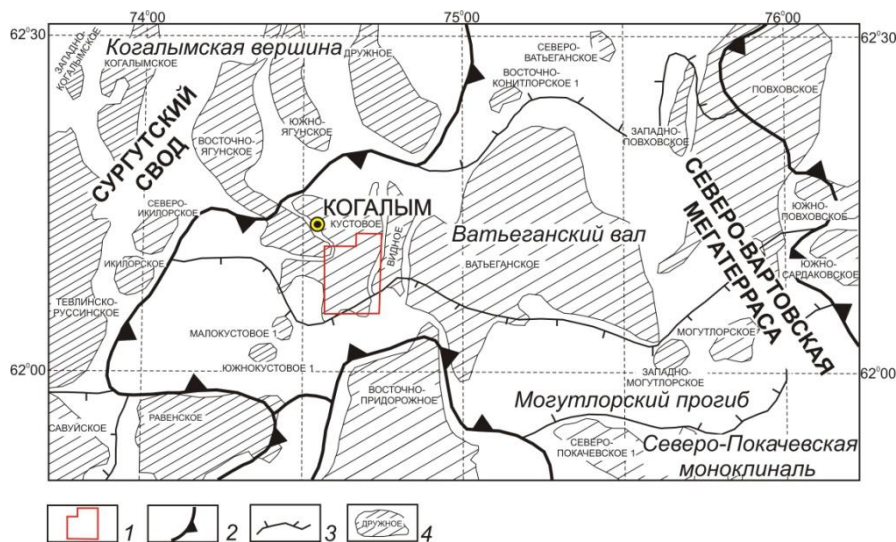 74°00'
75°00'
76°00'
62°30'
62°30'
ЗАПАДНО-
КОГАЛЫМСКОЕ
КОГАЛЫМСКОЕ
Когалымская вершина
ДРУЖНОЕ
СЕВЕРО-
ВАТЬЕГАНСКОЕ
ВОСТОЧНО-
КОНИТЛОРСКОЕ 1
ПОВХОВСКОЕ
СУРГУТСКИЙ
СВОД
ВОСТОЧНО-
ЯГУНСКОЕ
ЮЖНО-
ЯГУНСКОЕ
ЗАПАДНО-
ПОВХОВСКОЕ
СЕВЕРО-ВАРТОВСКАЯ
МЕГАТЕРРАСА
СЕВЕРО-
ИКИЛОРСКОЕ
КОГАЛЫМ
КУСТОВОЕ
ВИДНОЕ
Ватьеганский вал
ВАТЬЕГАНСКОЕ
ЮЖНО-
ПОВХОВСКОЕ
ЮЖНО-
САРДАКОВСКОЕ
ИКИЛОРСКОЕ
ТЕВЛИНСКО-
РУССИНСКОЕ
МАЛОКУСТОВОЕ 1
ЮЖНОКУСТОВОЕ 1
МОГУТЛОРСКОЕ
62°00'
62°00'
ВОСТОЧНО-
ПРИДОРОЖНОЕ
ЗАПАДНО-
МОГУТЛОРСКОЕ
Могутлорский прогиб
САВУЙСКОЕ
РАВЕНСКОЕ
СЕВЕРО-
ПОКАЧЕВСКОЕ 1
Северо-Покачевская
моноклиналь
1
2
3
ДРУЖНОЕ
4